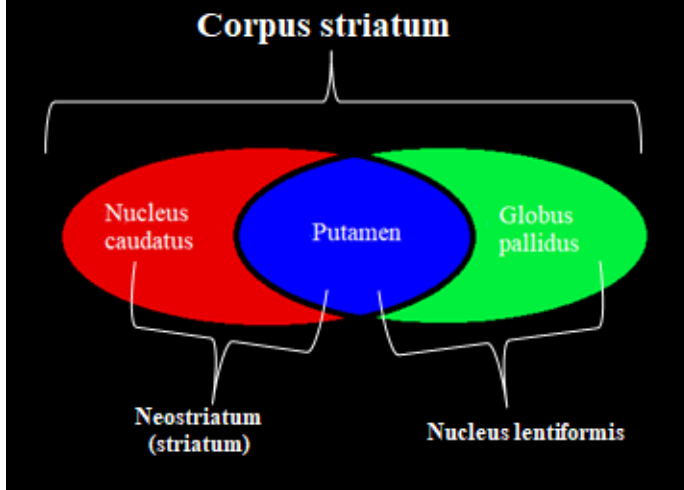 Corpus striatum
Nucleus
caudatus
Putamen
Globus
pallidus
Neostriatum
(striatum)
Nucleus lentiformis